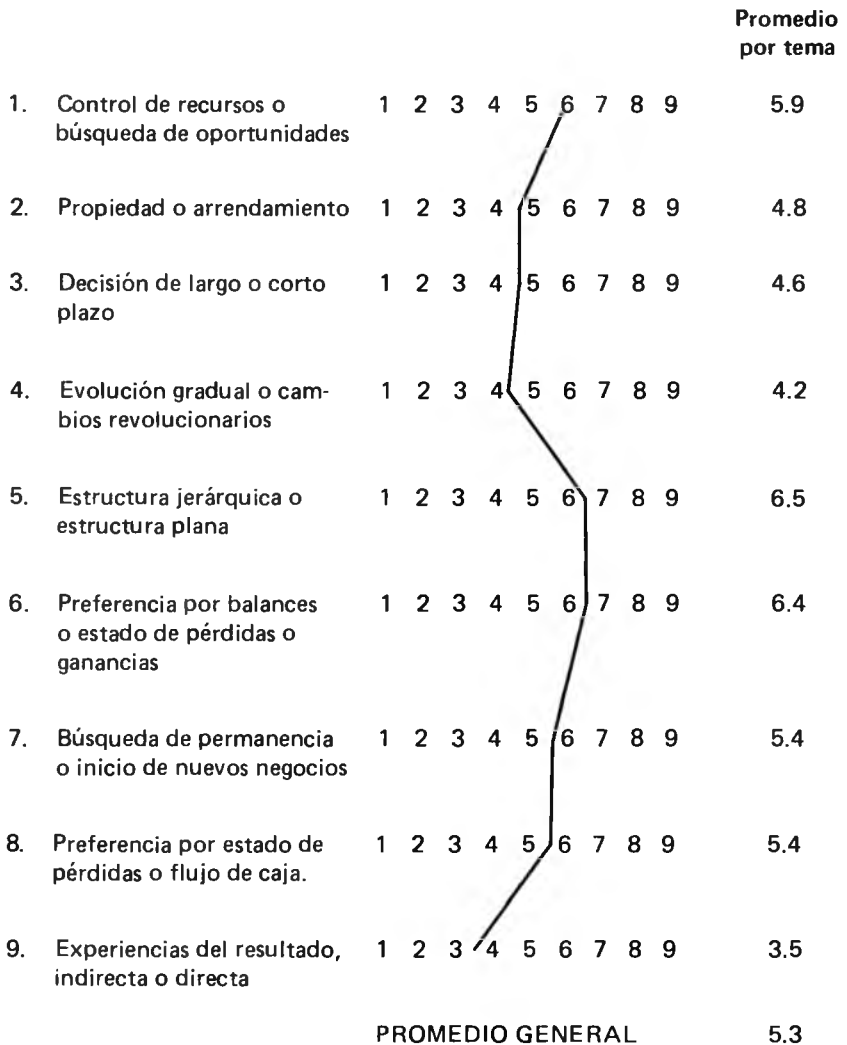 Promedio
por tema
1. Control de recursos o 1 2 3 4 5 6 7 8 9 5.9
búsqueda de oportunidades
2. Propiedad o arrendamiento 1 2 3 4 5 6 7 8 9 4.8
3. Decisión de largo o corto 1 2 3 4 5 6 7 8 9 4.6
plazo
4. Evolución gradual o cam- 1 2 3 4 5 6 7 8 9 4.2
bios revolucionarios
5. Estructura jerárquica o 1 2 3 4 5 6 7 8 9 6.5
estructura plana
6. Preferencia por balances 1 2 3 4 5 6 7 8 9 6.4
o estado de pérdidas o
ganancias
7. Búsqueda de permanencia 1 2 3 4 5 6 7 8 9 5.4
o inicio de nuevos negocios
8. Preferencia por estado de 1 2 3 4 5 6 7 8 9 5.4
pérdidas o flujo de caja.
9. Experiencias del resultado, 1 2 3 4 5 6 7 8 9 3.5
indirecta o directa
PROMEDIO GENERAL 5.3